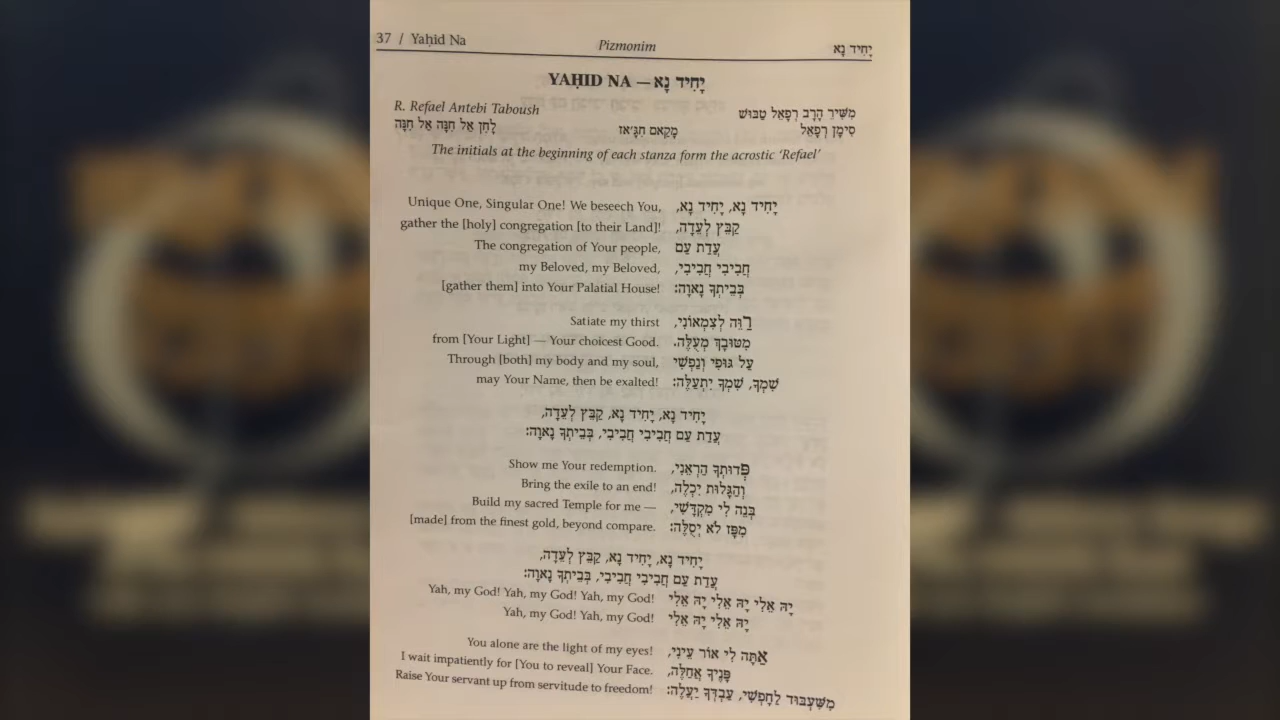 37 / Yaḥid Na Pizmonim יָחִיד נָא
YAḤID NA — יָחִיד נָא
R. Refael Antebi Taboush מִשִּׁיר הָרָב רְפָאֵל טַבּוּשׁ
לָחַן אֵל חִנָּה אֵל חִנָּה מָקָאם חִגָ׳אז סִימָן רְפָאֵל
The initials at the beginning of each stanza form the acrostic ‘Refael’
Unique One, Singular One! We beseech You, יָחִיד נָא, יָחִיד נָא,
gather the [holy] congregation [to their Land]! קַבֵּץ לְעֵדָה,
The congregation of Your people, עֲדַת עַם
my Beloved, my Beloved, חֲבִיבִי חֲבִיבִי,
[gather them] into Your Palatial House! בְּבֵיתְךָ נָאוָה:
Satiate my thirst רַוֵּה לְצִמְאוֹנִי,
from [Your Light] — Your choicest Good. מִטּוּבָךְ מְעֻלֶּה.
Through [both] my body and my soul, עַל גּוּפִי וְנַפְשִׁי
may Your Name, then be exalted! שִׁמְךָ, שִׁמְךָ יִתְעַלֶּה:
יָחִיד נָא, יָחִיד נָא, קַבֵּץ לְעֵדָה,
עֲדַת עַם חֲבִיבִי חֲבִיבִי, בְּבֵיתְךָ נָאוָה:
Show me Your redemption. פְּדוּתְךָ הַרְאֵנִי,
Bring the exile to an end! וְהַגָּלוּת יִכְלֶה,
Build my sacred Temple for me — בְּנֵה לִי מִקְדָּשִׁי,
[made] from the finest gold, beyond compare. מִפָּז לֹא יְסֻלֶּה:
יָחִיד נָא, יָחִיד נָא, קַבֵּץ לְעֵדָה,
עֲדַת עַם חֲבִיבִי חֲבִיבִי, בְּבֵיתְךָ נָאוָה:
Yah, my God! Yah, my God! Yah, my God! יָהּ אֵלִי יָהּ אֵלִי יָהּ אֵלִי
Yah, my God! Yah, my God! יָהּ אֵלִי יָהּ אֵלִי
You alone are the light of my eyes! אַתָּה לִי אוֹר עֵינִי,
I wait impatiently for [You to reveal] Your Face. פָּנֶיךָ אֲחַלֶּה,
Raise Your servant up from servitude to freedom! מִשִּׁעְבּוּד לַחָפְשִׁי, עַבְדְּךָ יַעֲלֶה: